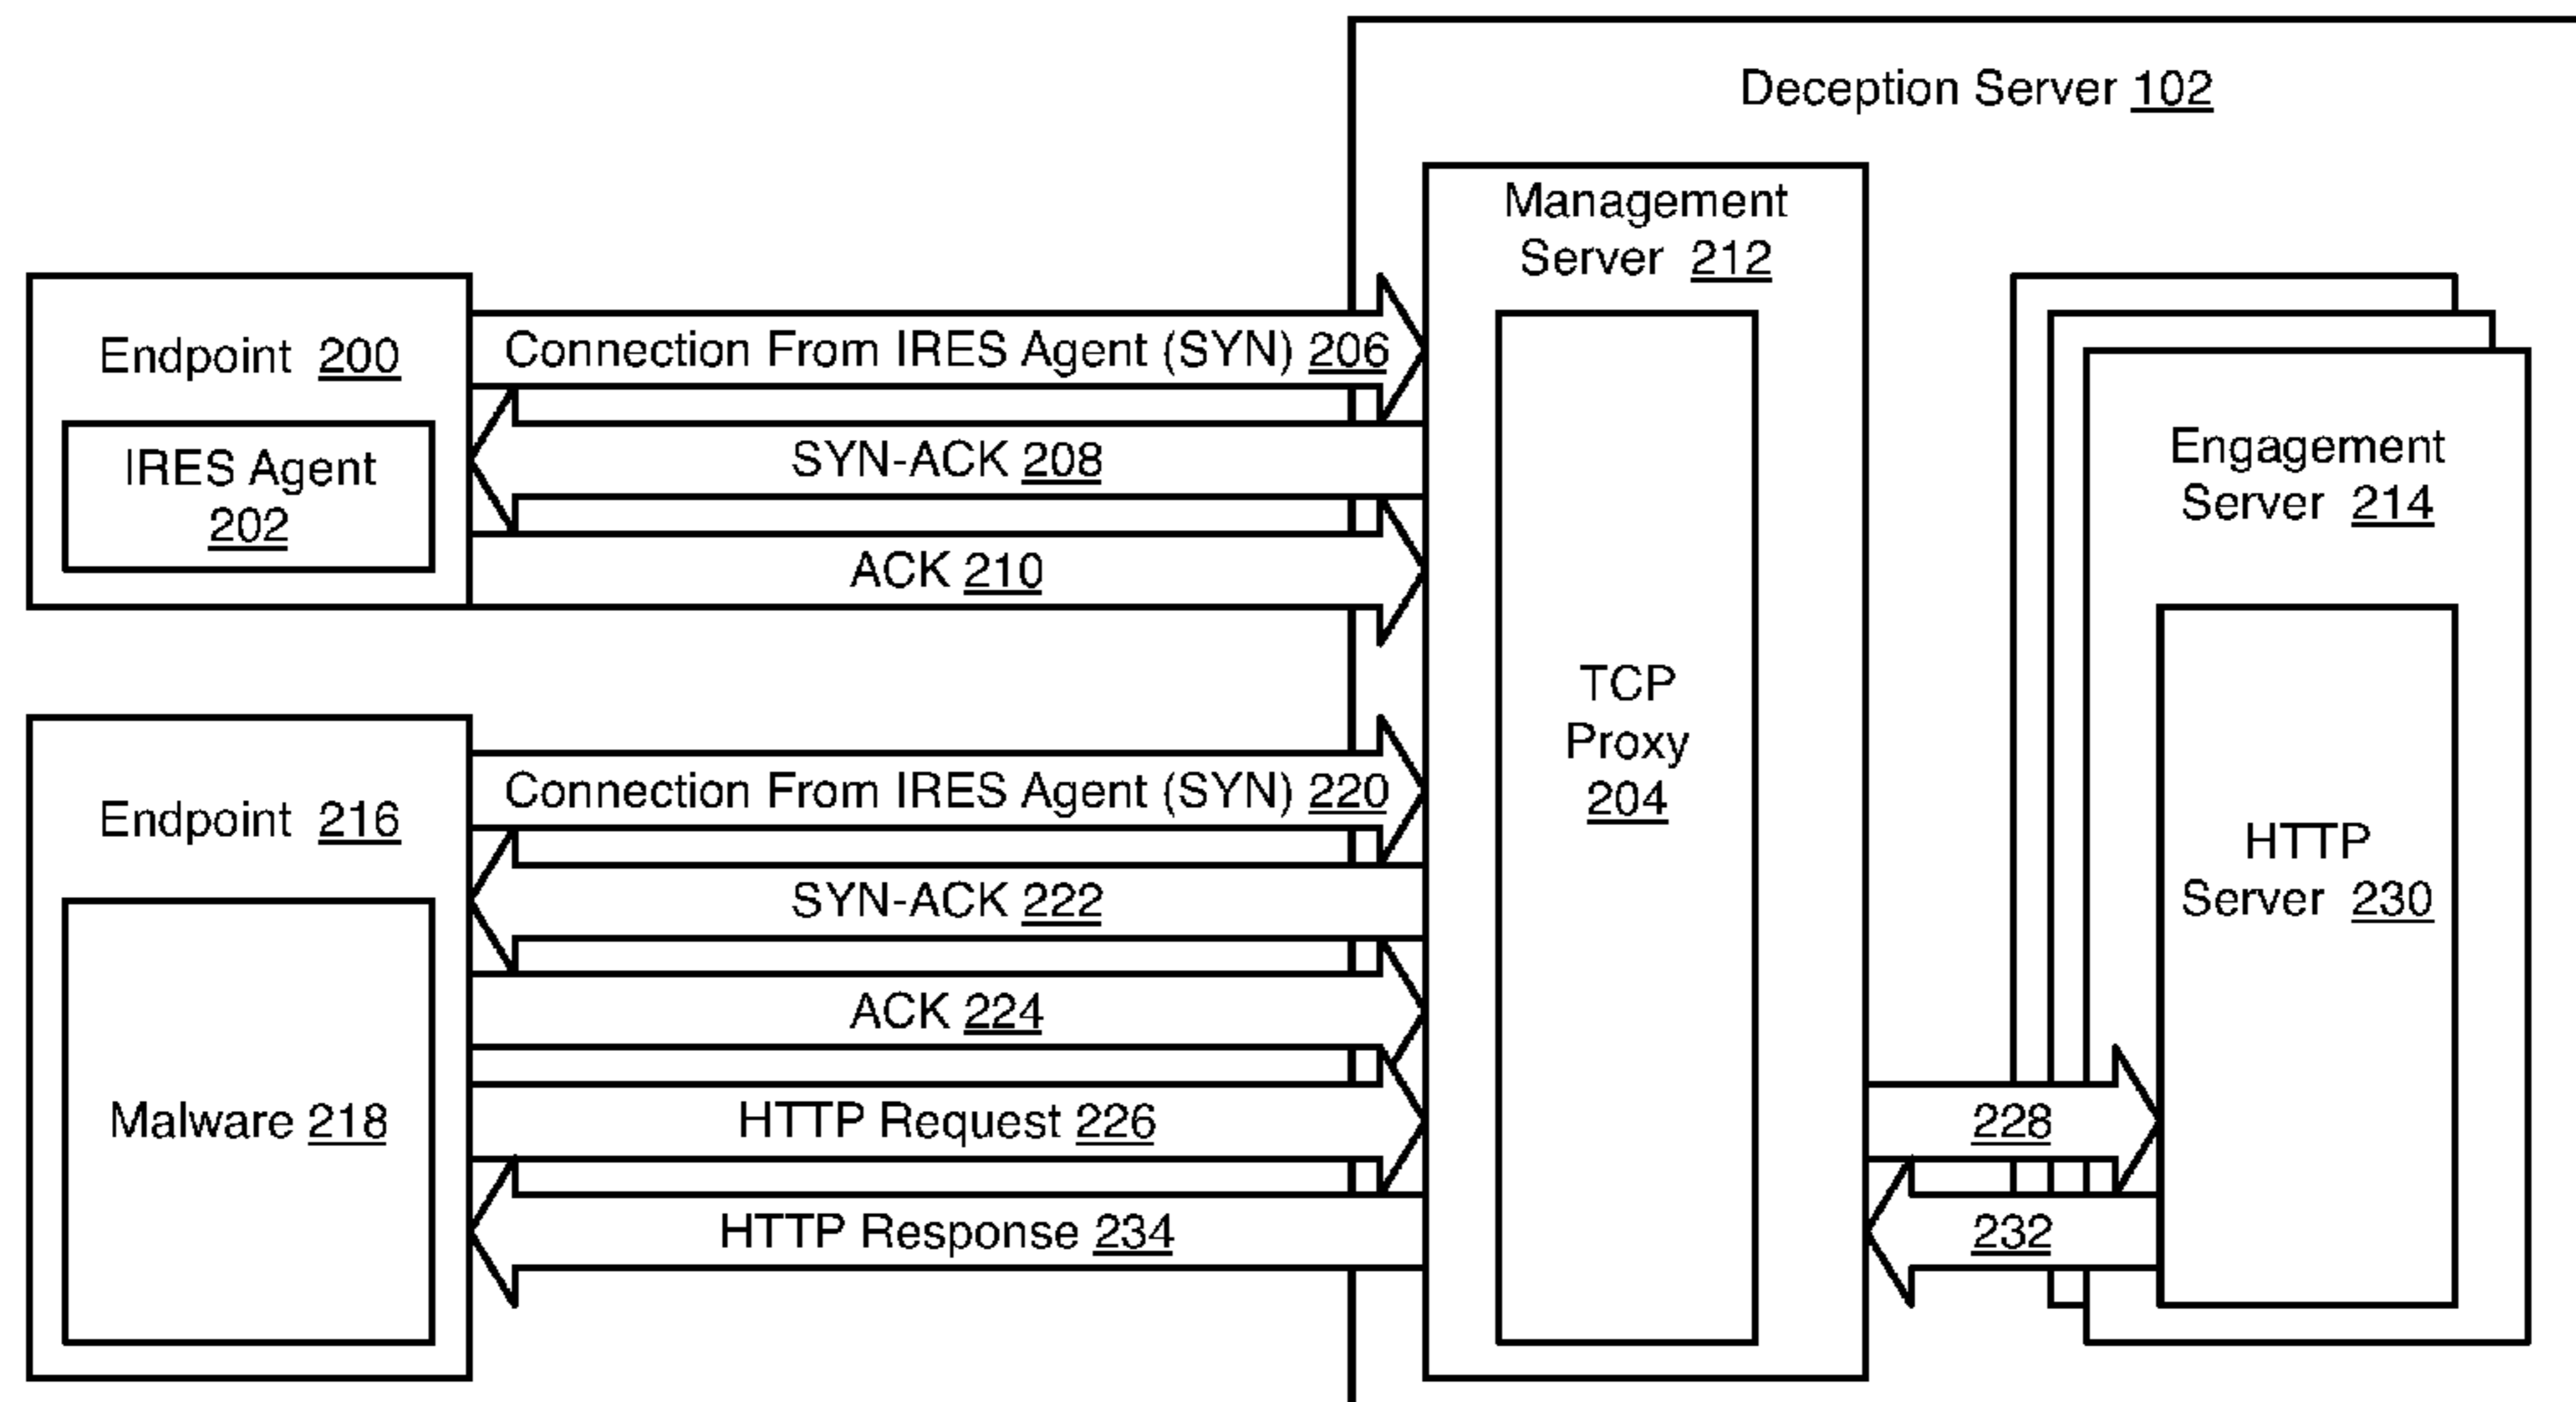 Deception Server 102
Management
Server 212
Endpoint 200
IRES Agent
202
Connection From IRES Agent (SYN) 206
SYN-ACK 208
ACK 210
Engagement
Server 214
TCP
Proxy
204
Endpoint 216
Malware 218
Connection From IRES Agent (SYN) 220
SYN-ACK 222
ACK 224
HTTP Request 226
HTTP Response 234
HTTP
Server 230
228
232